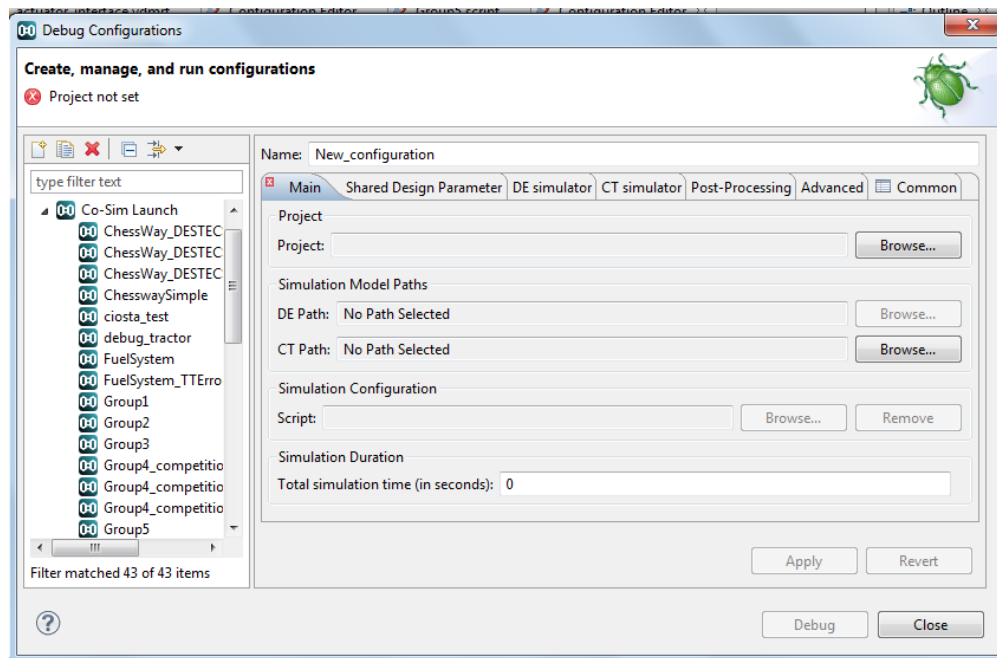 Debug Configurations
Create, manage, and run configurations
Project not set
Name: New_configuration
type filter text
Co-Sim Launch
ChessWay_DESTEC
ChessWay_DESTEC
ChessWay_DESTEC
ChesswaySimple
ciosta_test
debug_tractor
FuelSystem
FuelSystem_TTErro
Group1
Group2
Group3
Group4_competitio
Group4_competitio
Group4_competitio
Group5
Filter matched 43 of 43 items
Main Shared Design Parameter DE simulator CT simulator Post-Processing Advanced Common
Project
Project: Browse...
Simulation Model Paths
DE Path: No Path Selected Browse...
CT Path: No Path Selected Browse...
Simulation Configuration
Script: Browse... Remove
Simulation Duration
Total simulation time (in seconds): 0
Apply Revert
Debug Close